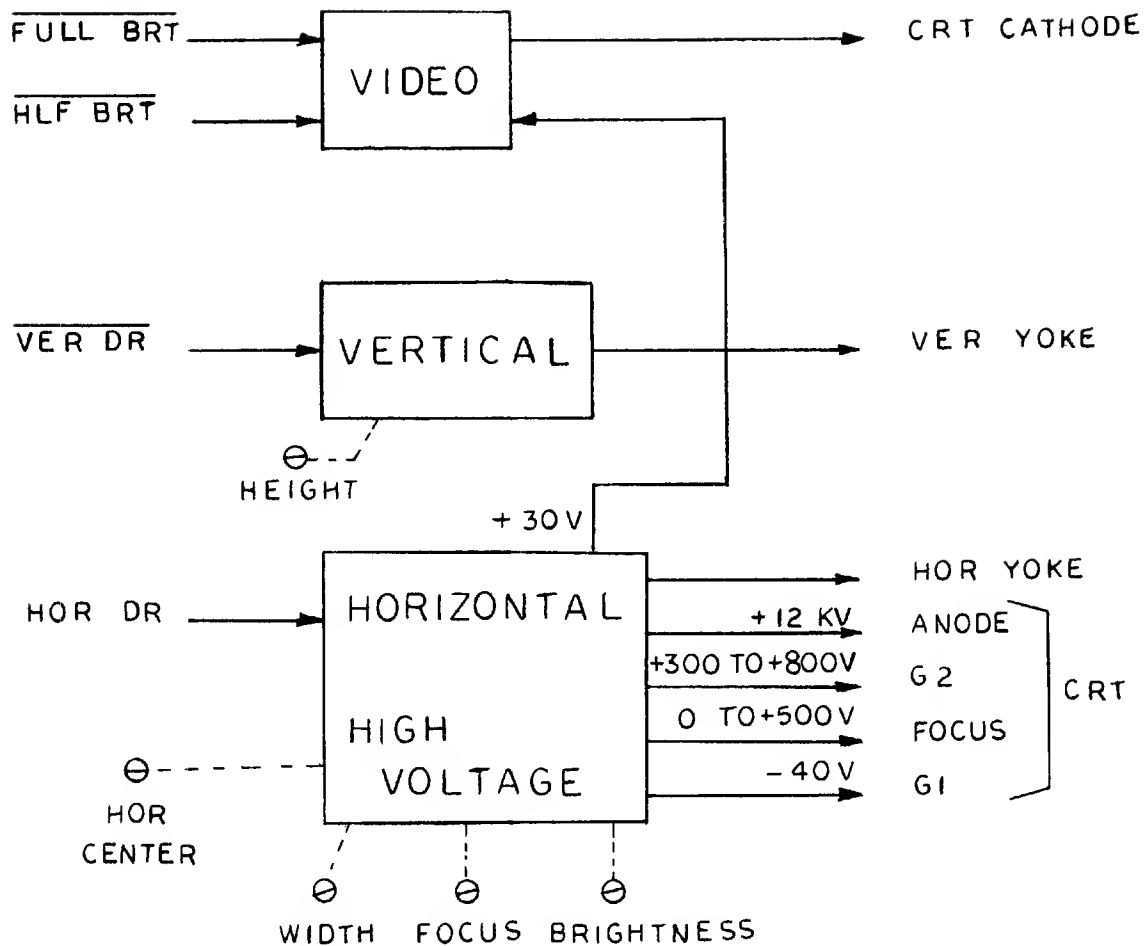 FULL BRT
VIDEO
CRT CATHODE
HLF BRT
VER DR
VERTICAL
VER YOKE
HEIGHT
+ 30V
HOR DR
HORIZONTAL
HIGH
VOLTAGE
HOR YOKE
+12 KV
ANODE
+300 TO +800V
G2
0 TO +500V
FOCUS
-40V
G1
CRT
HOR
CENTER
WIDTH FOCUS BRIGHTNESS